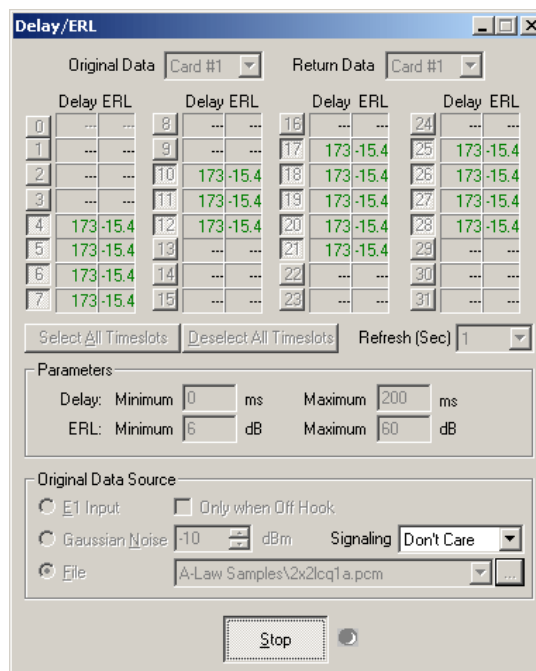 Delay/ERL
Original Data Card #1 Return Data Card #1
Delay ERL Delay ERL Delay ERL Delay ERL
0 --- --- 8 --- --- 16 --- --- 24 --- ---
1 --- --- 9 --- --- 17 173 -15.4 25 173 -15.4
2 --- --- 10 173 -15.4 18 173 -15.4 26 173 -15.4
3 --- --- 11 173 -15.4 19 173 -15.4 27 173 -15.4
4 173 -15.4 12 173 -15.4 20 173 -15.4 28 173 -15.4
5 173 -15.4 13 --- --- 21 173 -15.4 29 --- ---
6 173 -15.4 14 --- --- 22 --- --- 30 --- ---
7 173 -15.4 15 --- --- 23 --- --- 31 --- ---
Select All Timeslots Deselect All Timeslots Refresh (Sec) 1
Parameters
Delay: Minimum 0 ms Maximum 200 ms
ERL: Minimum 6 dB Maximum 60 dB
Original Data Source
E1 Input Only when Off Hook
Gaussian Noise -10 dBm Signaling Don't Care
File A-Law Samples\2x2lcq1a.pcm ...
Stop